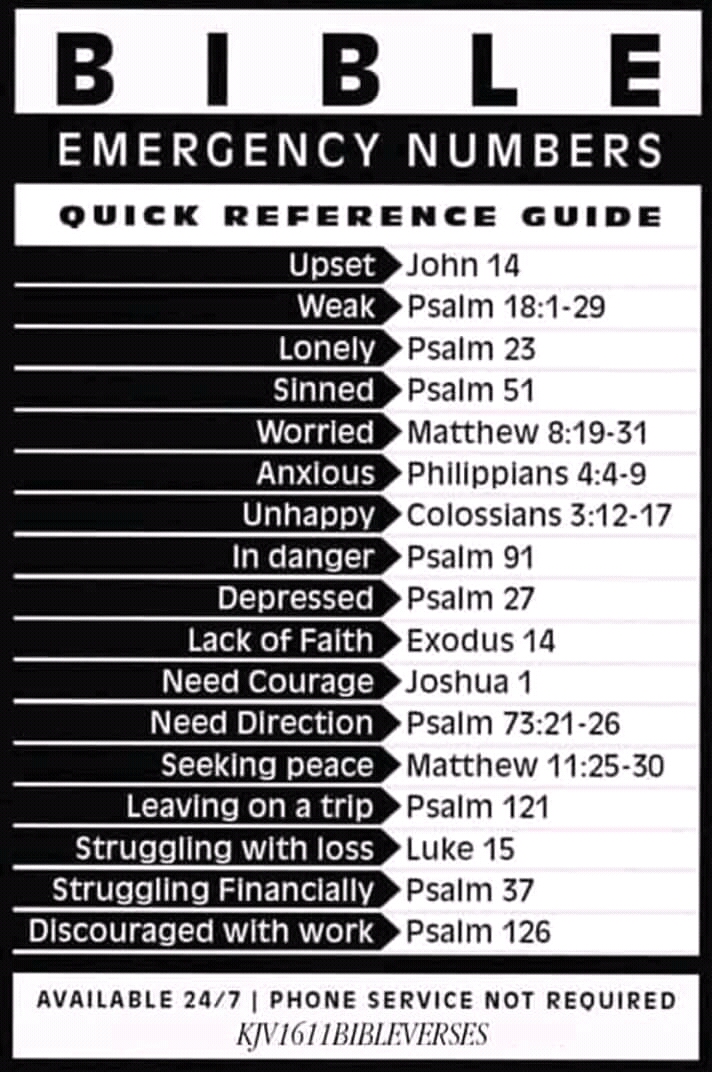 BIBLE
EMERGENCY NUMBERS
QUICK REFERENCE GUIDE
Upset John 14
Weak Psalm 18:1-29
Lonely Psalm 23
Sinned Psalm 51
Worried Matthew 8:19-31
Anxious Philippians 4:4-9
Unhappy Colossians 3:12-17
In danger Psalm 91
Depressed Psalm 27
Lack of Faith Exodus 14
Need Courage Joshua 1
Need Direction Psalm 73:21-26
Seeking peace Matthew 11:25-30
Leaving on a trip Psalm 121
Struggling with loss Luke 15
Struggling Financially Psalm 37
Discouraged with work Psalm 126
AVAILABLE 24/7 | PHONE SERVICE NOT REQUIRED
KJV1611BIBLEVERSES